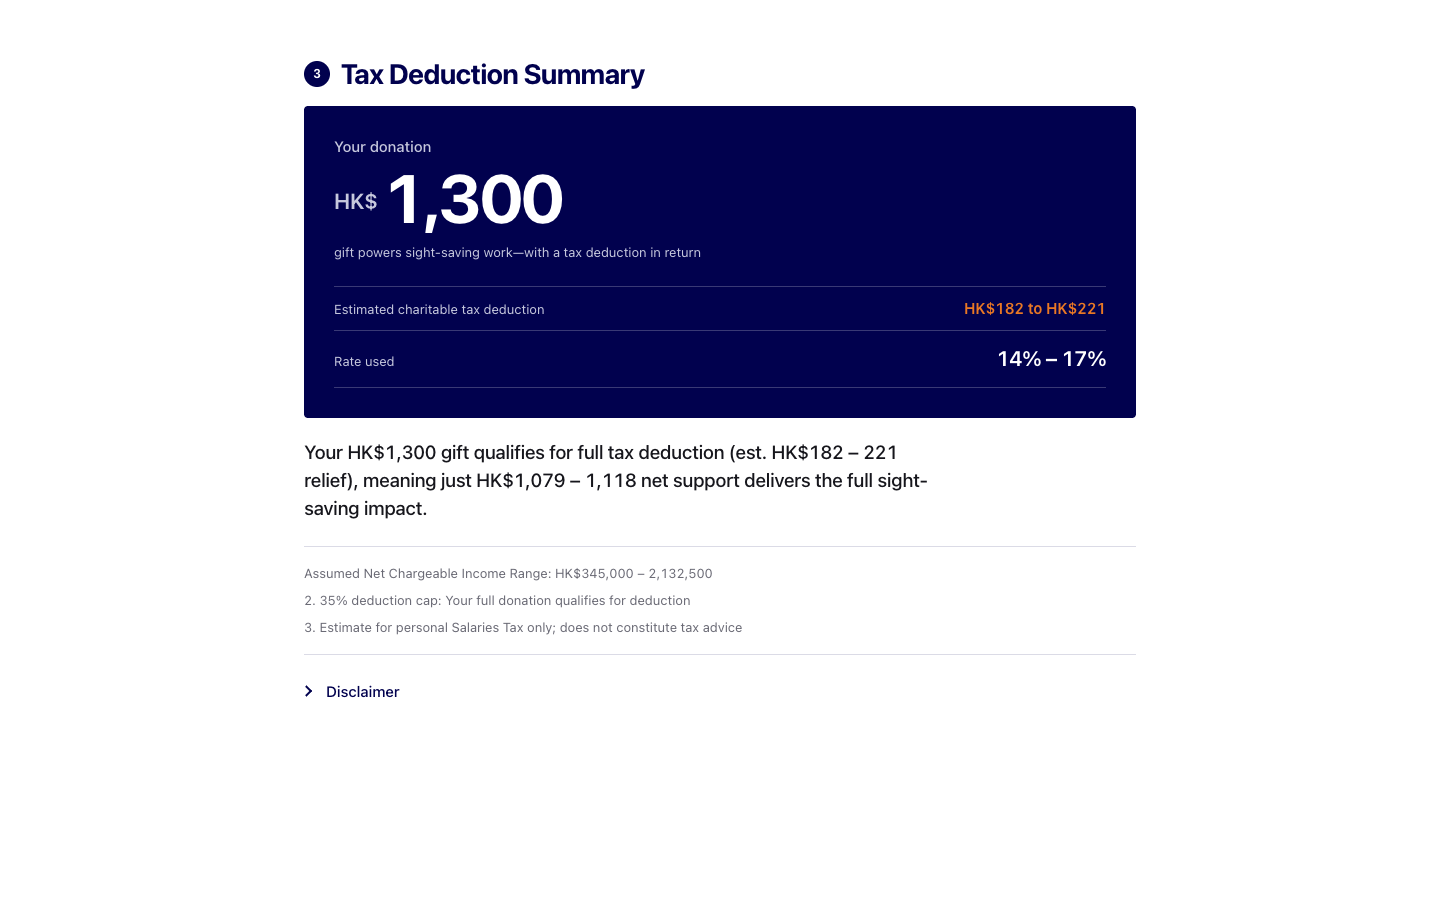 3 Tax Deduction Summary
Your donation
HK$ 1,300
gift powers sight-saving work—with a tax deduction in return
Estimated charitable tax deduction HK$182 to HK$221
Rate used 14% – 17%
Your HK$1,300 gift qualifies for full tax deduction (est. HK$182 – 221
relief), meaning just HK$1,079 – 1,118 net support delivers the full sight-
saving impact.
Assumed Net Chargeable Income Range: HK$345,000 – 2,132,500
2. 35% deduction cap: Your full donation qualifies for deduction
3. Estimate for personal Salaries Tax only; does not constitute tax advice
Disclaimer